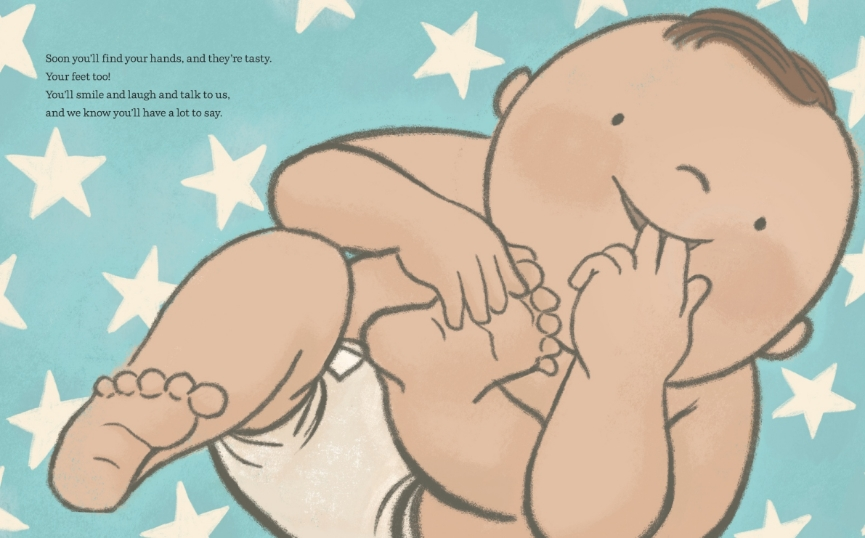 Soon you'll find your hands, and they're tasty.
Your feet too!
You'll smile and laugh and talk to us,
and we know you'll have a lot to say.